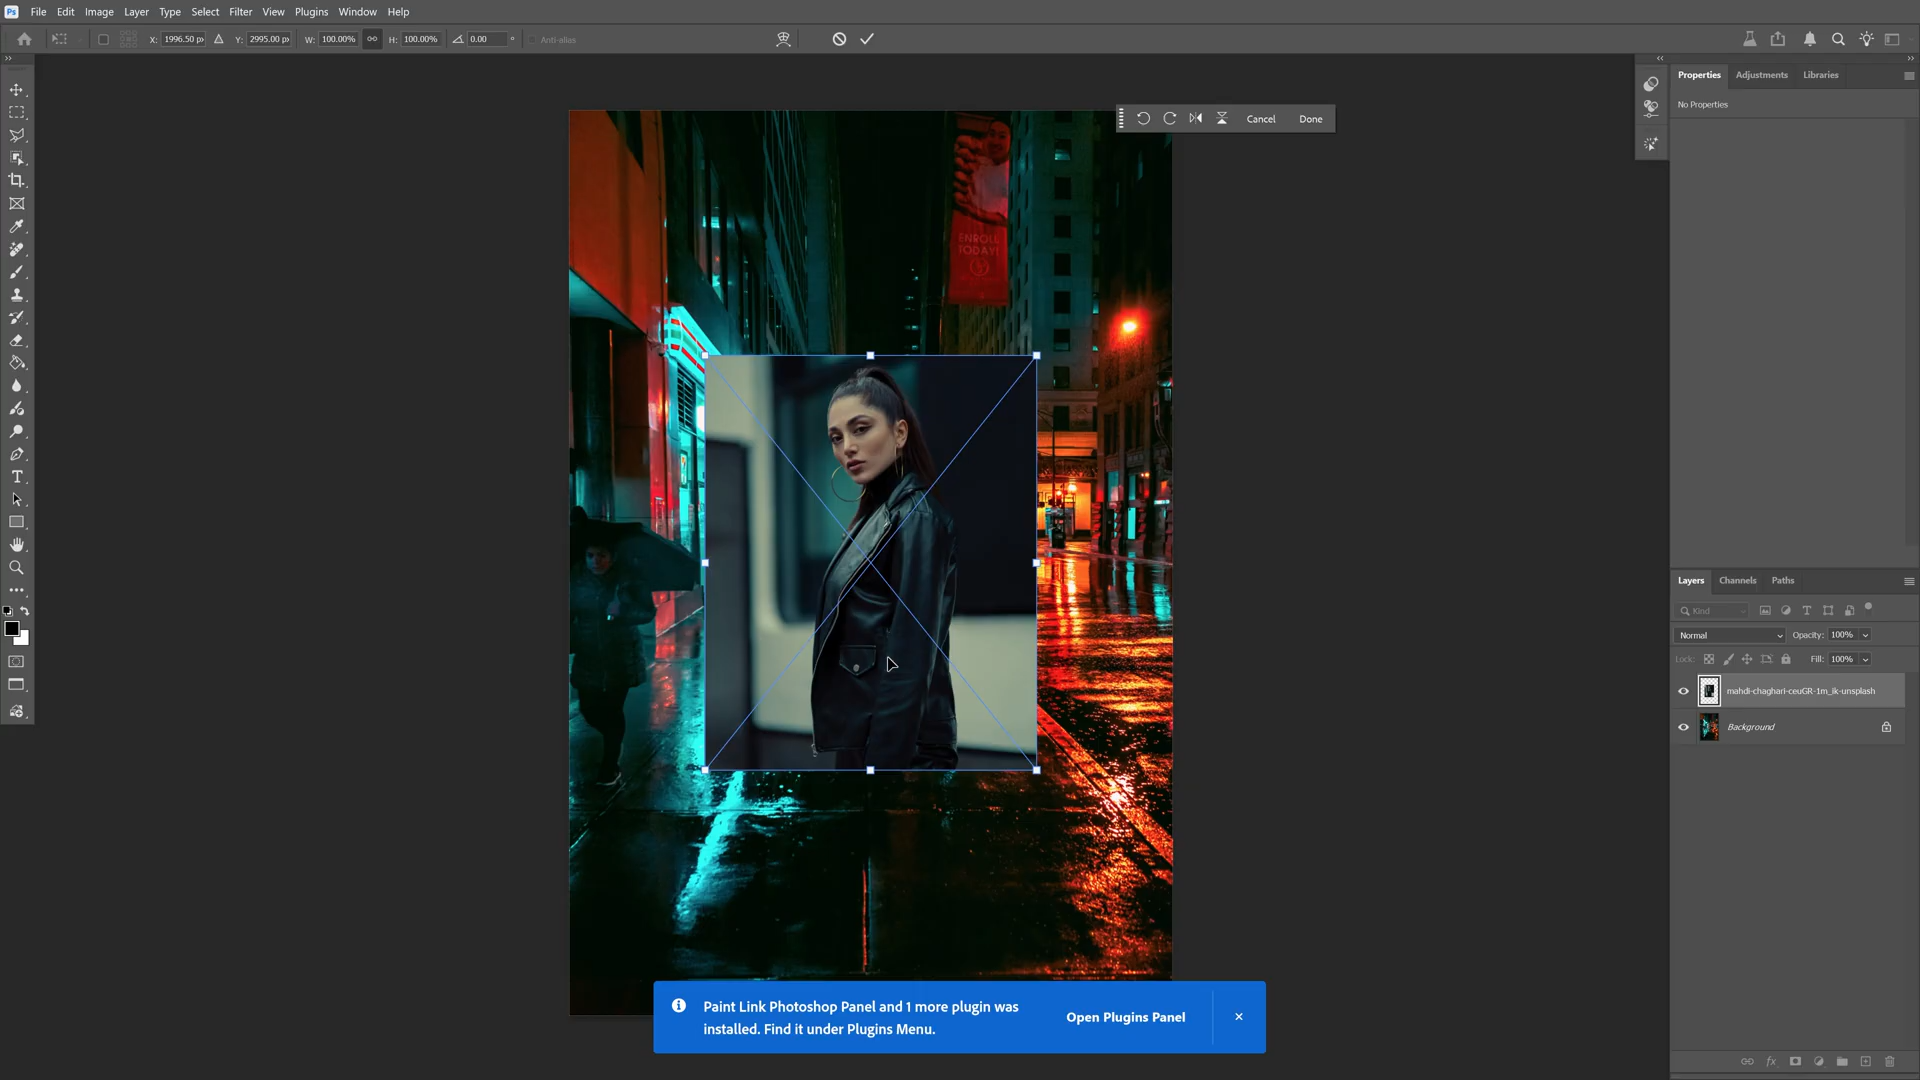 Ps File Edit Image Layer Type Select Filter View Plugins Window Help
X: 1996.50 px Y: 2995.00 px W: 100.00% H: 100.00% 0.00 ° Anti-alias
Properties Adjustments Libraries
No Properties
Cancel Done
ENROLL
TODAY!
Layers Channels Paths
Kind
Normal Opacity: 100%
Lock: Fill: 100%
mahdi-chaghari-ceuGR-1m_ik-unsplash
Background
Paint Link Photoshop Panel and 1 more plugin was
installed. Find it under Plugins Menu.
Open Plugins Panel